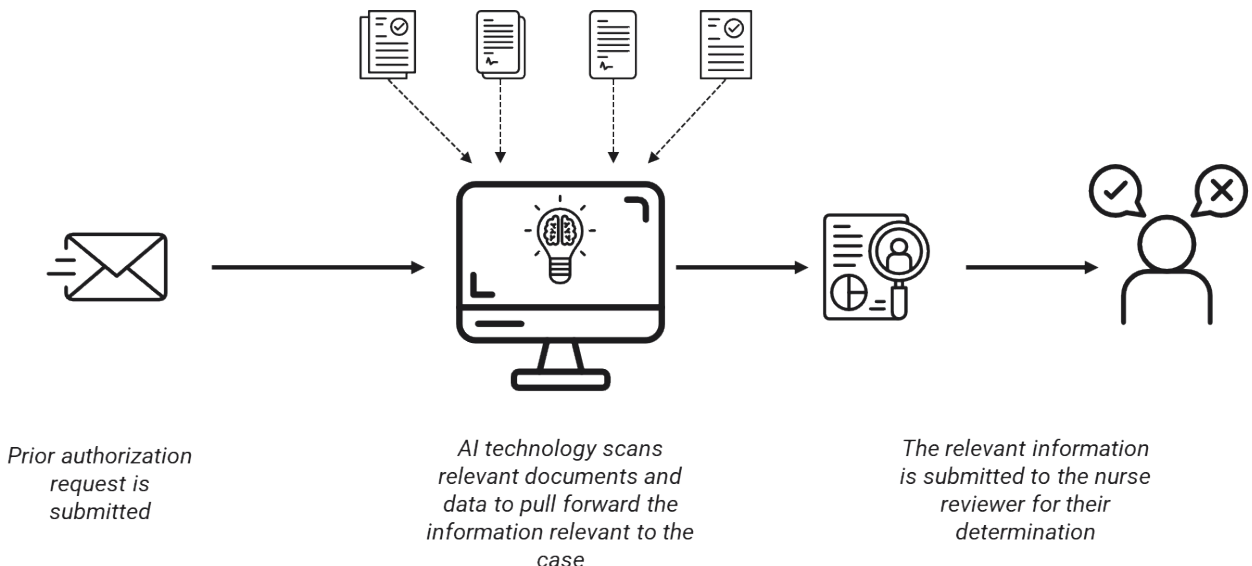 Prior authorization
request is
submitted
AI technology scans
relevant documents and
data to pull forward the
information relevant to the
case
The relevant information
is submitted to the nurse
reviewer for their
determination